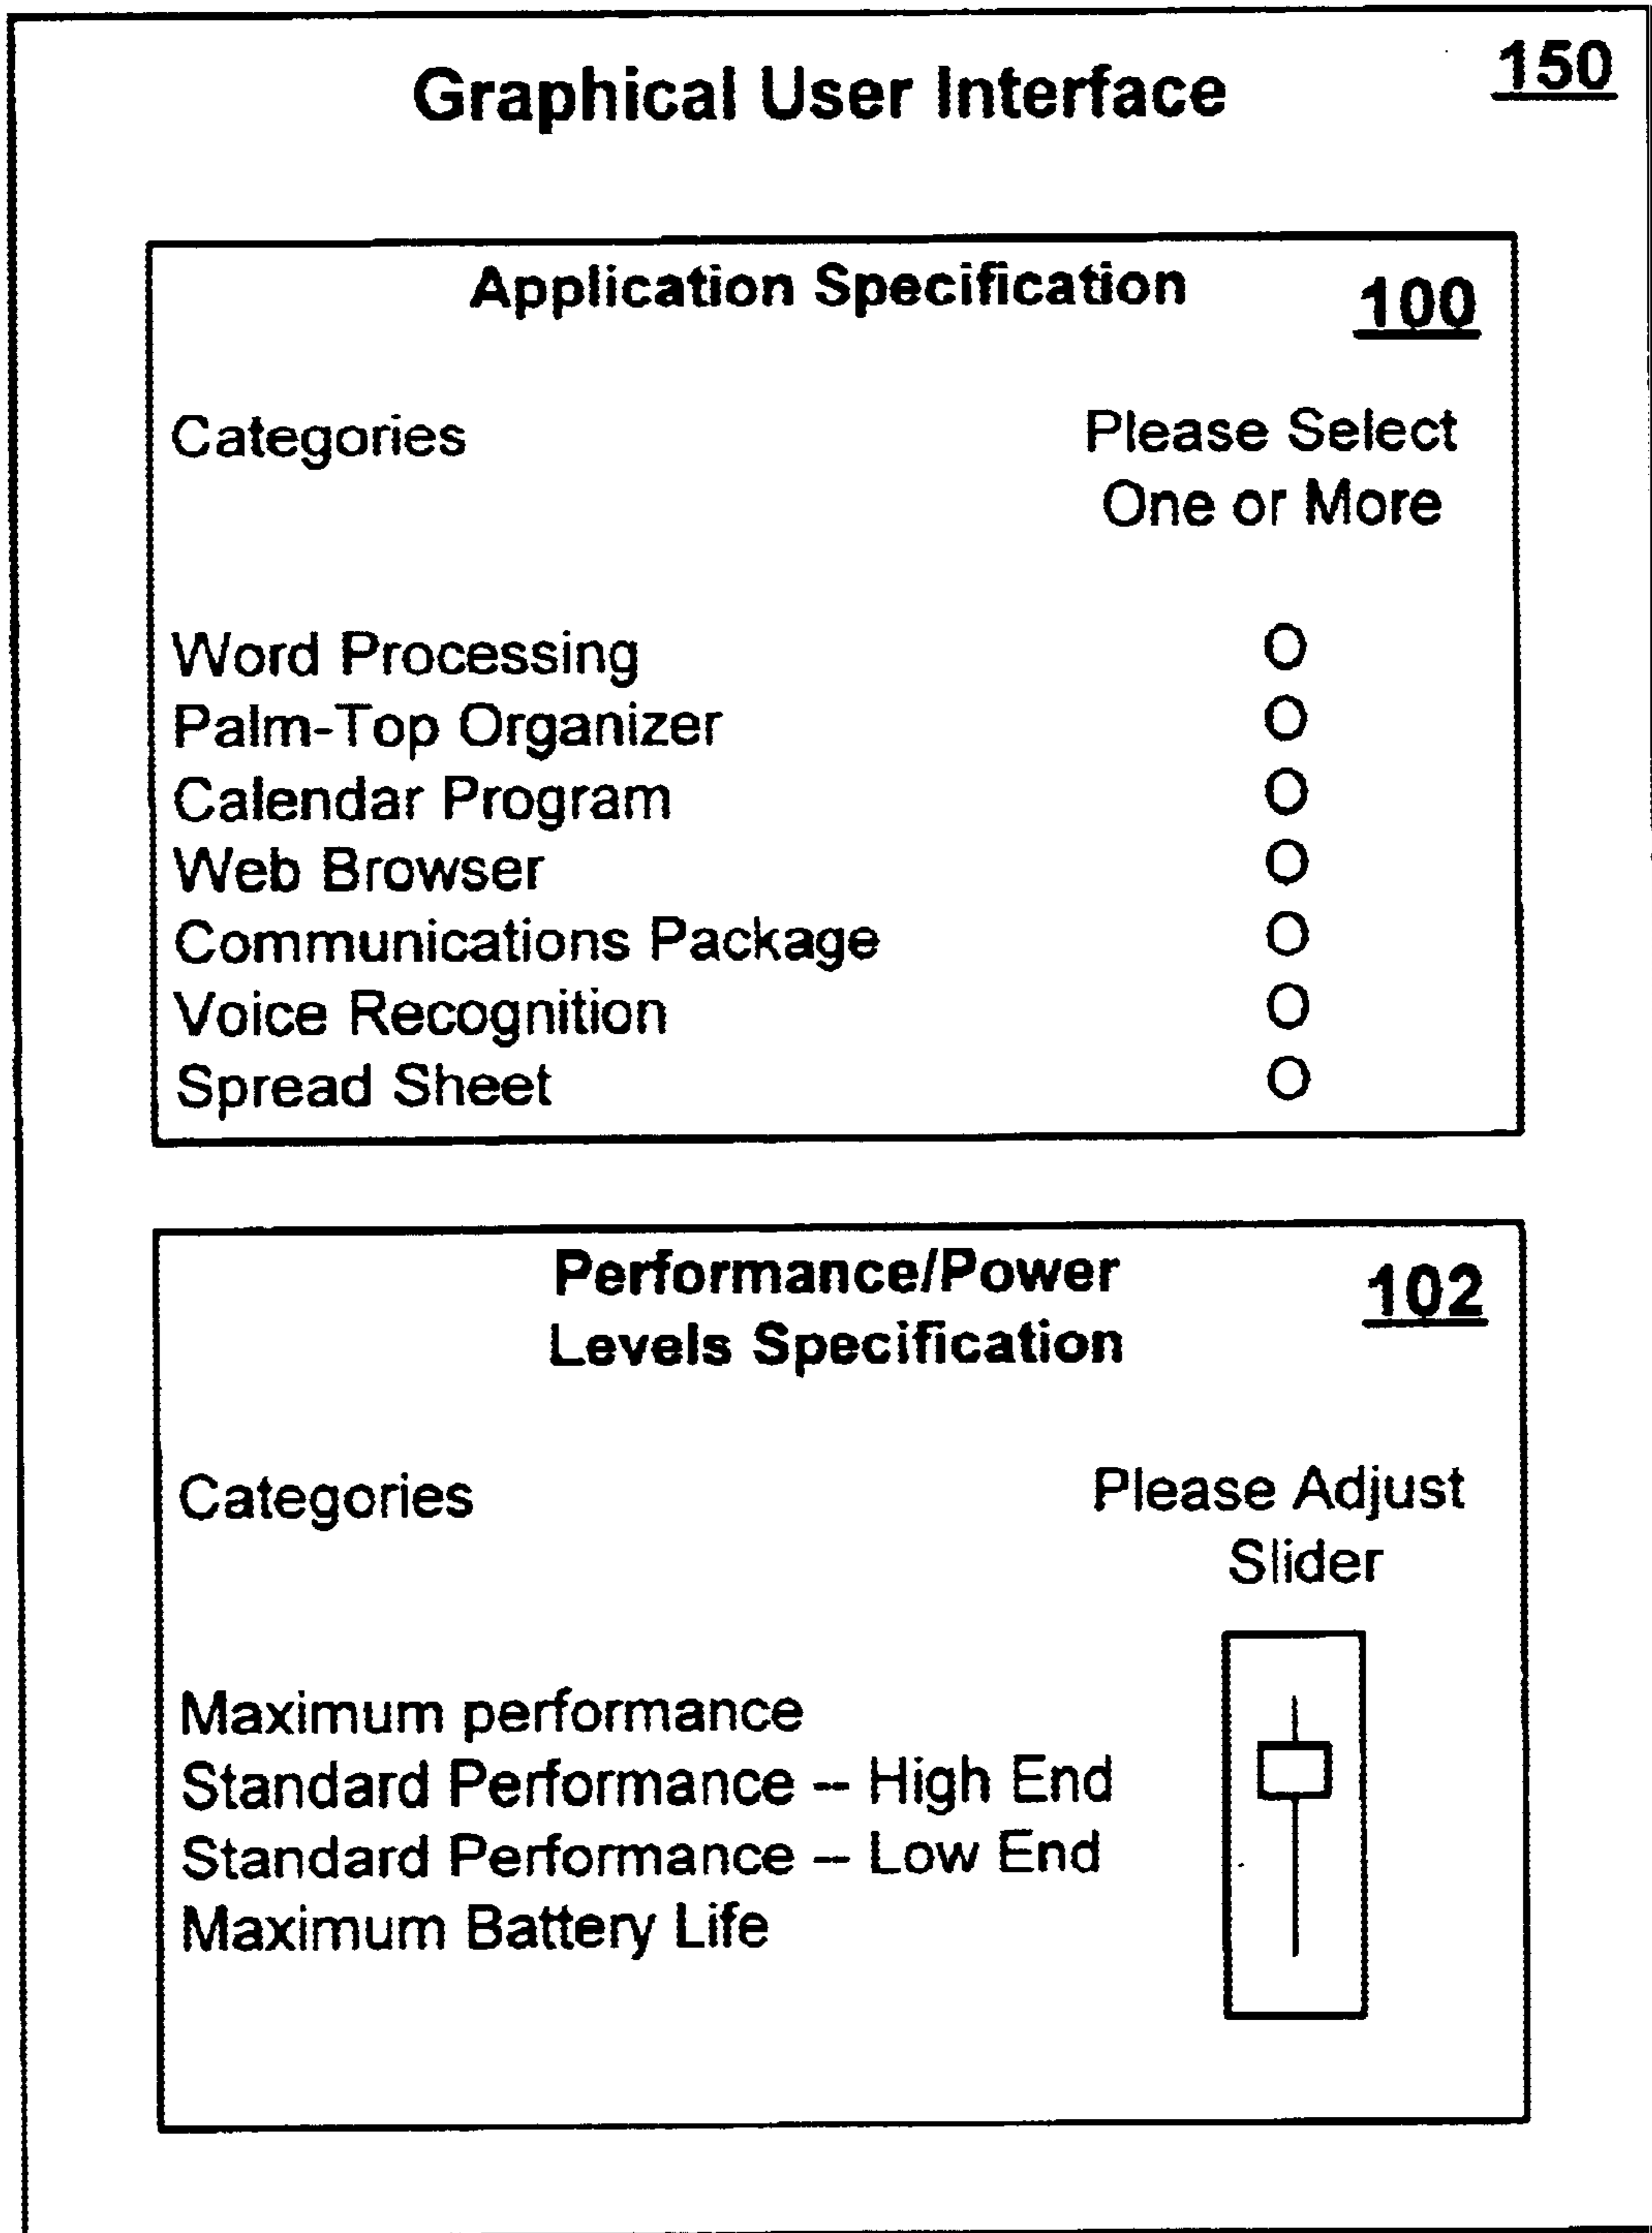 Graphical User Interface 150
Application Specification 100
Categories Please Select
One or More
Word Processing O
Palm-Top Organizer O
Calendar Program O
Web Browser O
Communications Package O
Voice Recognition O
Spread Sheet O
Performance/Power 102
Levels Specification
Categories Please Adjust
Slider
Maximum performance
Standard Performance -- High End
Standard Performance -- Low End
Maximum Battery Life